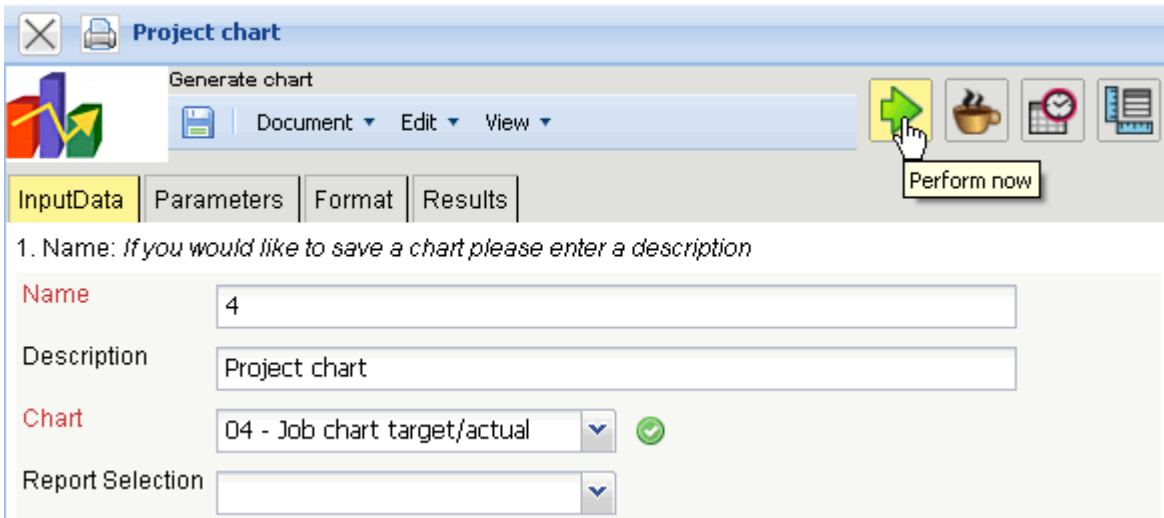 Project chart
Generate chart
Document Edit View
Perform now
InputData Parameters Format Results
1. Name: If you would like to save a chart please enter a description
Name 4
Description Project chart
Chart 04 - Job chart target/actual
Report Selection